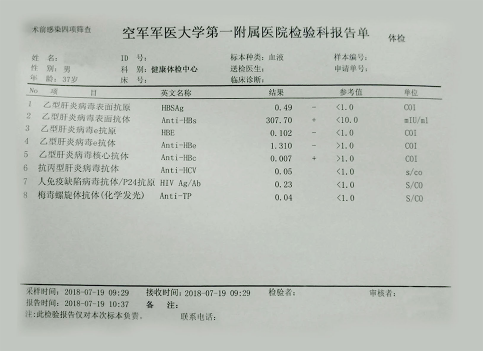 术前感染四项筛查 空军军医大学第一附属医院检验科报告单 体检
姓 名: ID 号: 标本种类:血液 样本编号:
性 别:男 科 别:健康体检中心 送检医生: 申请单号:
年 龄:37岁 床 号: 临床诊断:
No 项 目 英文名称 结果 参考值 单位
1 乙型肝炎病毒表面抗原 HBSAg 0.49 - <1.0 COI
2 乙型肝炎病毒表面抗体 Anti-HBs 307.70 + <10.0 mIU/ml
3 乙型肝炎病毒e抗原 HBE 0.102 - <1.0 COI
4 乙型肝炎病毒e抗体 Anti-HBe 1.310 - >1.0 COI
5 乙型肝炎病毒核心抗体 Anti-HBc 0.007 + >1.0 COI
6 抗丙型肝炎病毒抗体 Anti-HCV 0.05 <1.0 s/co
7 人免疫缺陷病毒抗体/P24抗原 HIV Ag/Ab 0.23 <1.0 S/CO
8 梅毒螺旋体抗体(化学发光) Anti-TP 0.04 <1.0 S/CO
采样时间:2018-07-19 09:29 接收时间:2018-07-19 09:29 检验者: 审核者:
报告时间:2018-07-19 10:37 备 注:
注:此检验报告仅对本次标本负责。 联系电话: